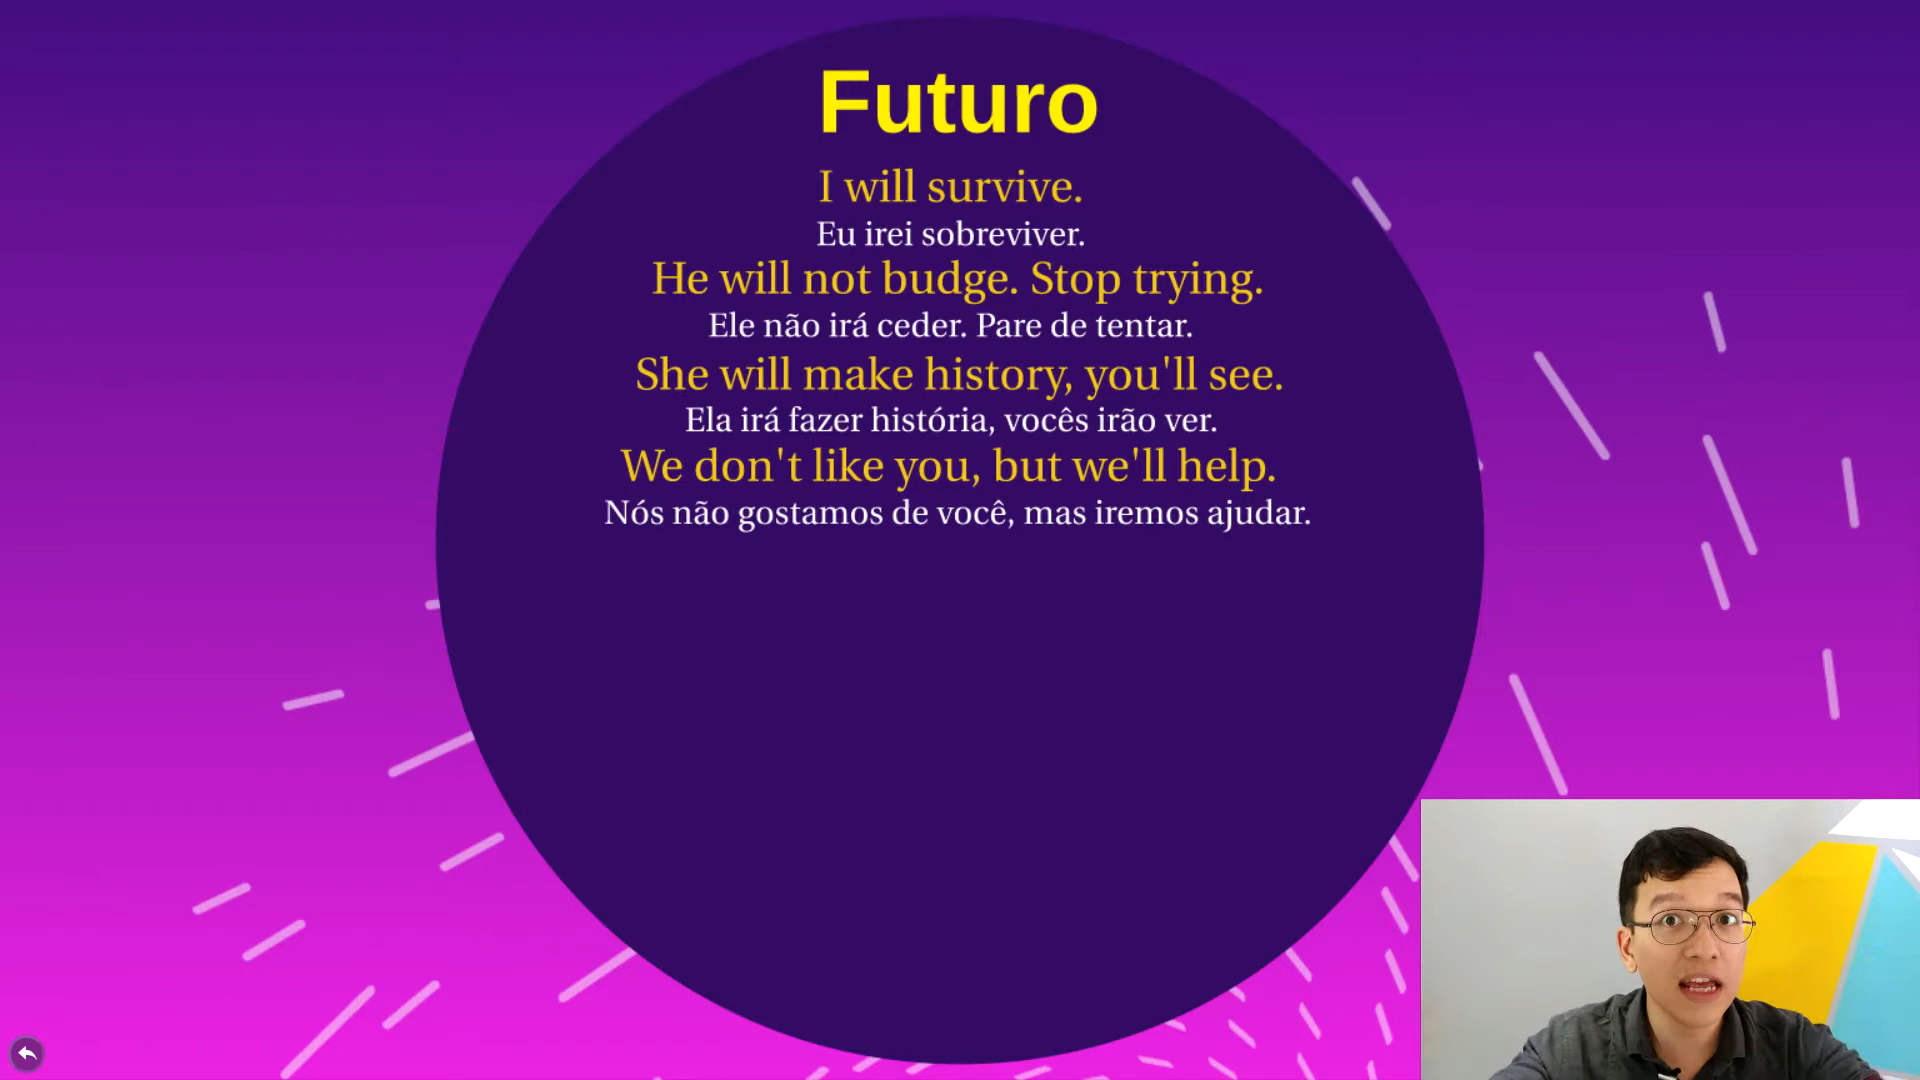 Futuro
I will survive.
Eu irei sobreviver.
He will not budge. Stop trying.
Ele não irá ceder. Pare de tentar.
She will make history, you'll see.
Ela irá fazer história, vocês irão ver.
We don't like you, but we'll help.
Nós não gostamos de você, mas iremos ajudar.